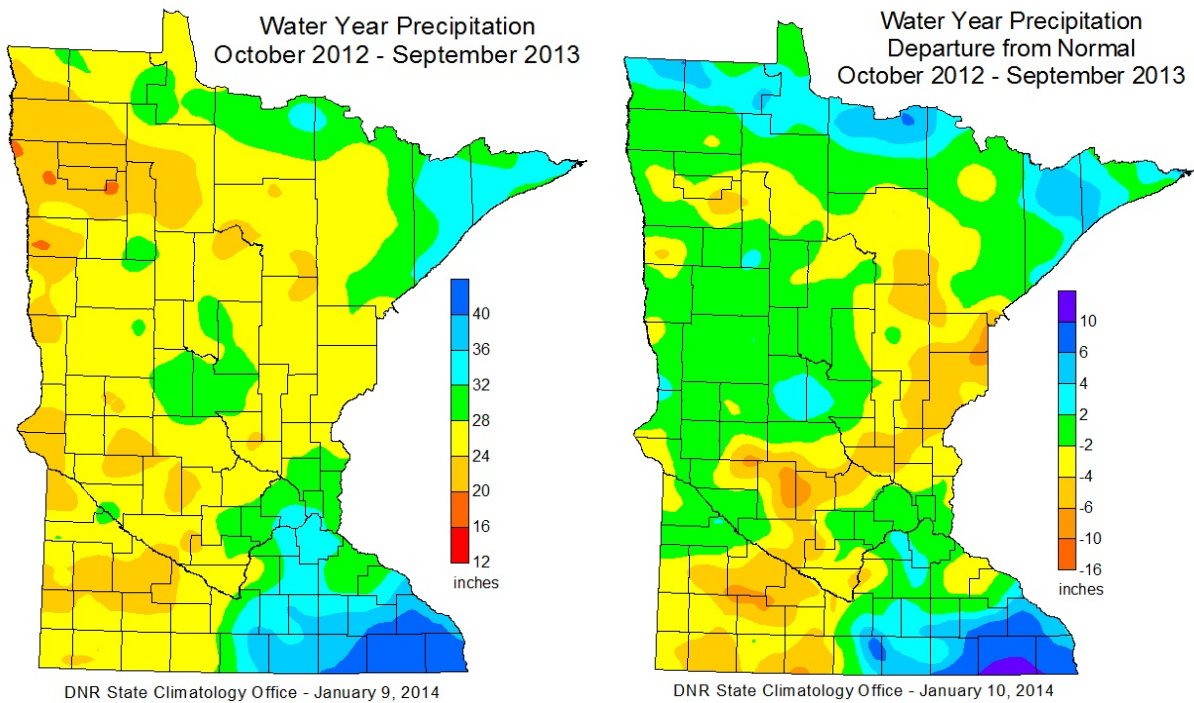 Water Year Precipitation
October 2012 - September 2013
40
36
32
28
24
20
16
12
inches
DNR State Climatology Office - January 9, 2014
Water Year Precipitation
Departure from Normal
October 2012 - September 2013
10
6
4
2
-2
-4
-6
-10
-16
inches
DNR State Climatology Office - January 10, 2014